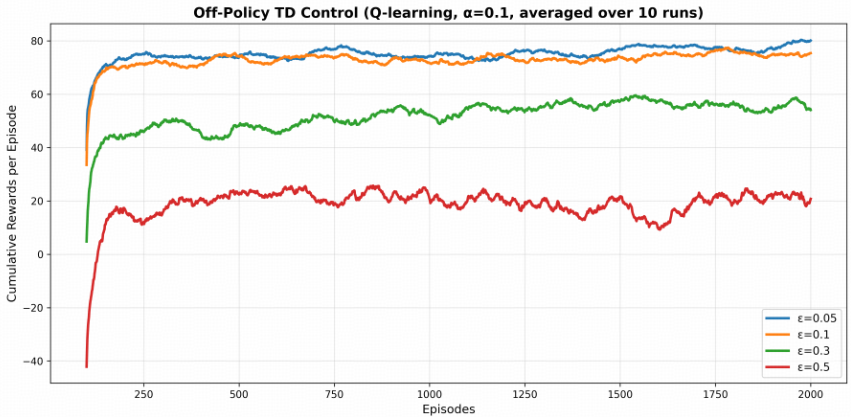 Off-Policy TD Control (Q-learning, α=0.1, averaged over 10 runs)
Cumulative Rewards per Episode
80
60
40
20
0
−20
−40
250 500 750 1000 1250 1500 1750 2000
Episodes
ε=0.05
ε=0.1
ε=0.3
ε=0.5